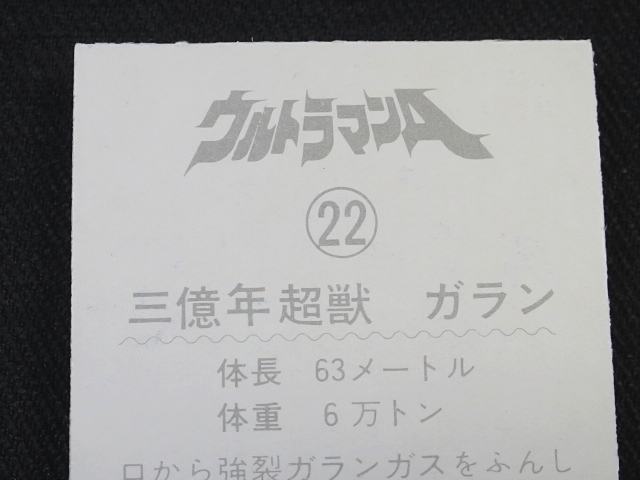 ウルトラマンA
22
三億年超獣 ガラン
体長 63メートル
体重 6万トン
口から強裂ガランガスをふんし